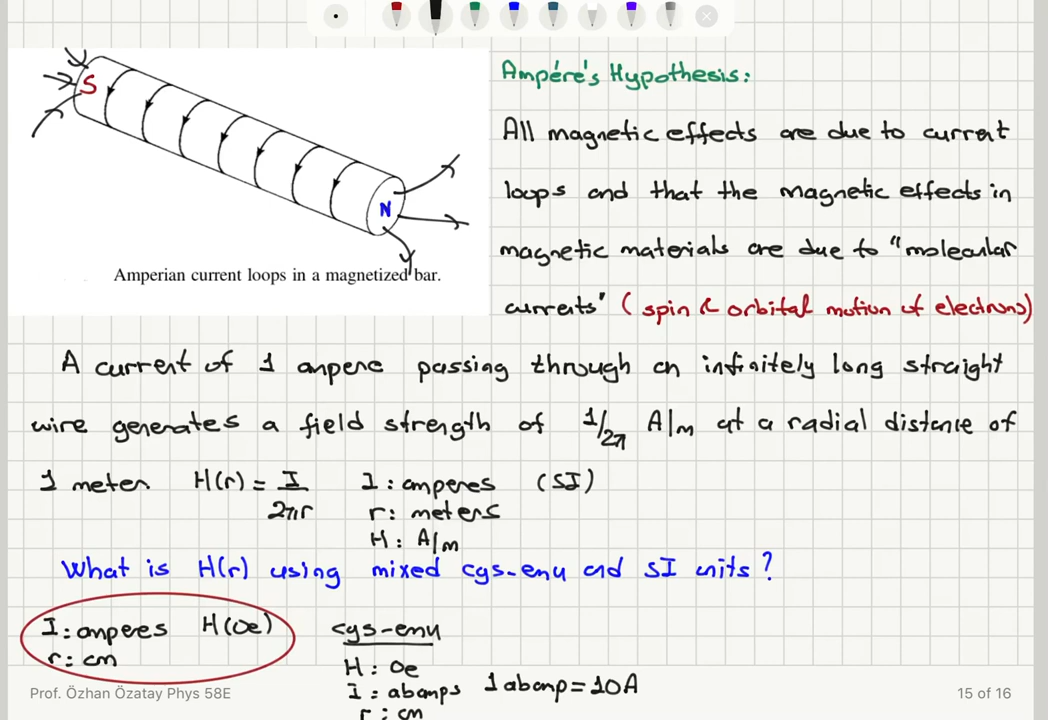 S
N
Amperian current loops in a magnetized bar.
Ampére's Hypothesis:
All magnetic effects are due to current
loops and that the magnetic effects in
magnetic materials are due to "molecular
currents" (spin & orbital motion of electrons)
A current of 1 ampere passing through an infinitely long straight
wire generates a field strength of 1/2π A/m at a radial distance of
1 meter H(r) = I/2πr I: amperes (SI)
r: meters
H: A/m
What is H(r) using mixed cgs-emu and SI units?
I: amperes H(Oe)
r: cm
cgs-emu
H: Oe
I: abamps 1 abamp = 10A
r: cm
Prof. Özhan Özatay Phys 58E
15 of 16